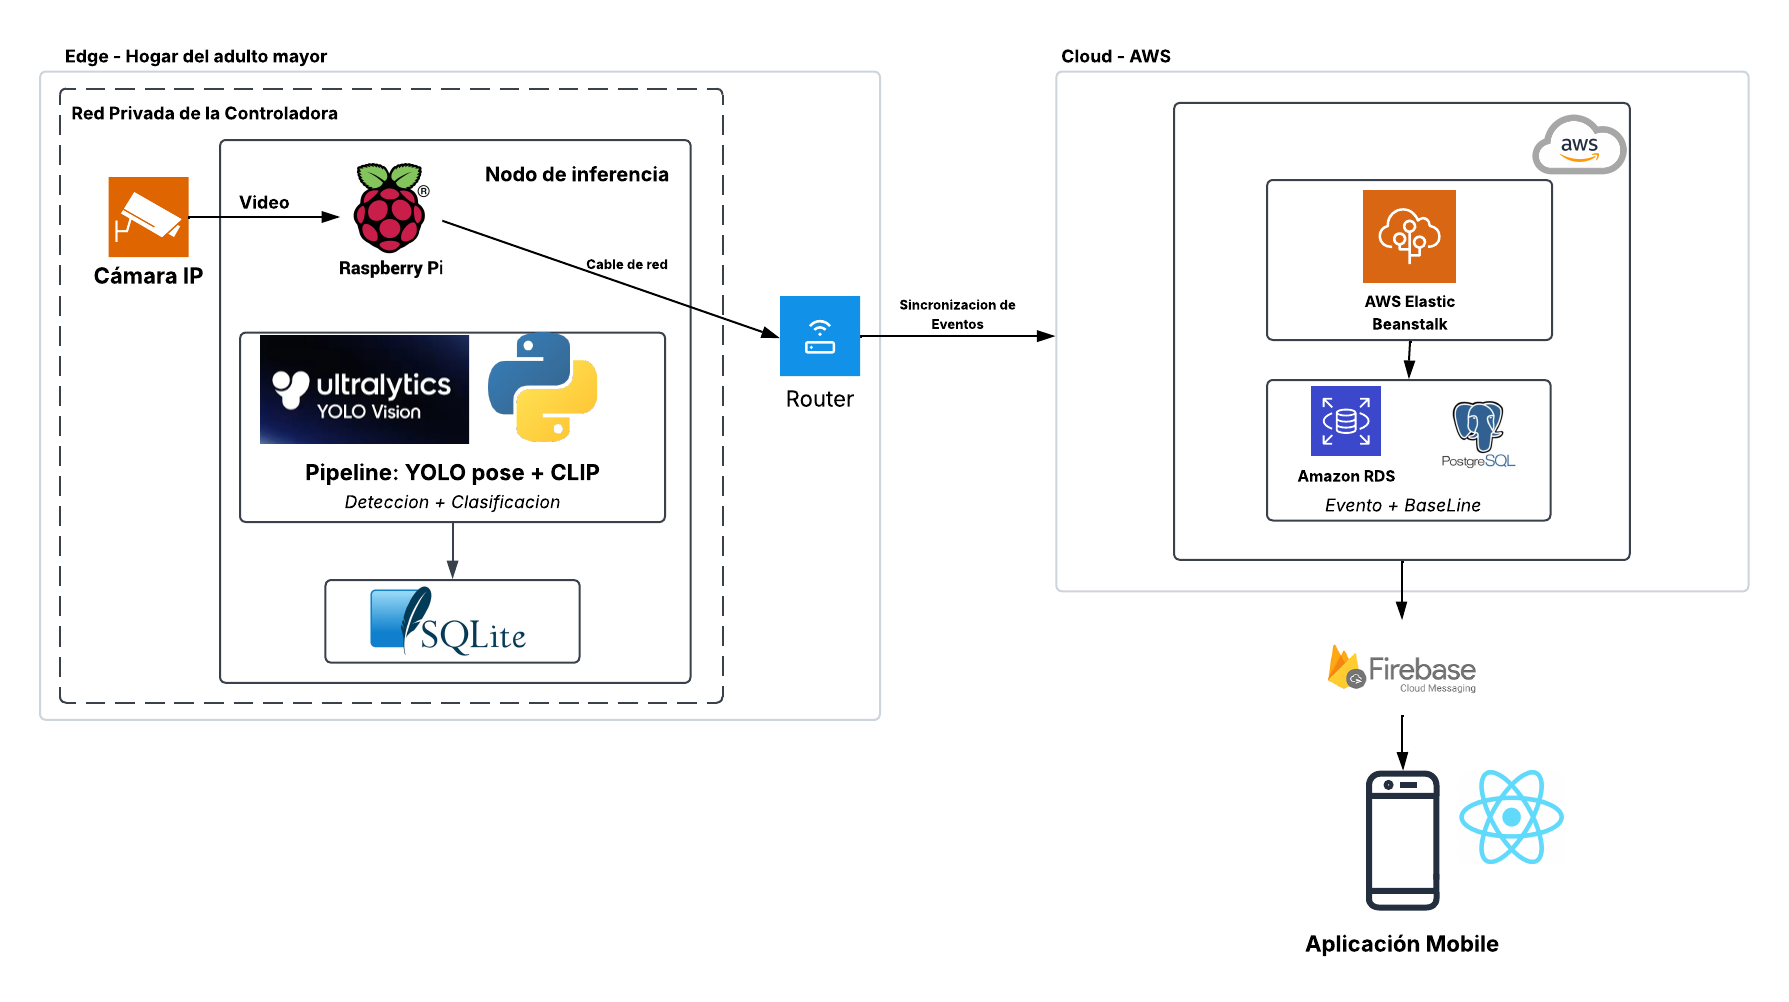 Edge - Hogar del adulto mayor
Red Privada de la Controladora
Nodo de inferencia
Video
Cámara IP
®
Raspberry Pi
Cable de red
ultralytics
YOLO Vision
Pipeline: YOLO pose + CLIP
Deteccion + Clasificacion
SQLite
Router
Sincronizacion de
Eventos
Cloud - AWS
aws
AWS Elastic
Beanstalk
Amazon RDS
PostgreSQL
Evento + BaseLine
Firebase
Cloud Messaging
Aplicación Mobile